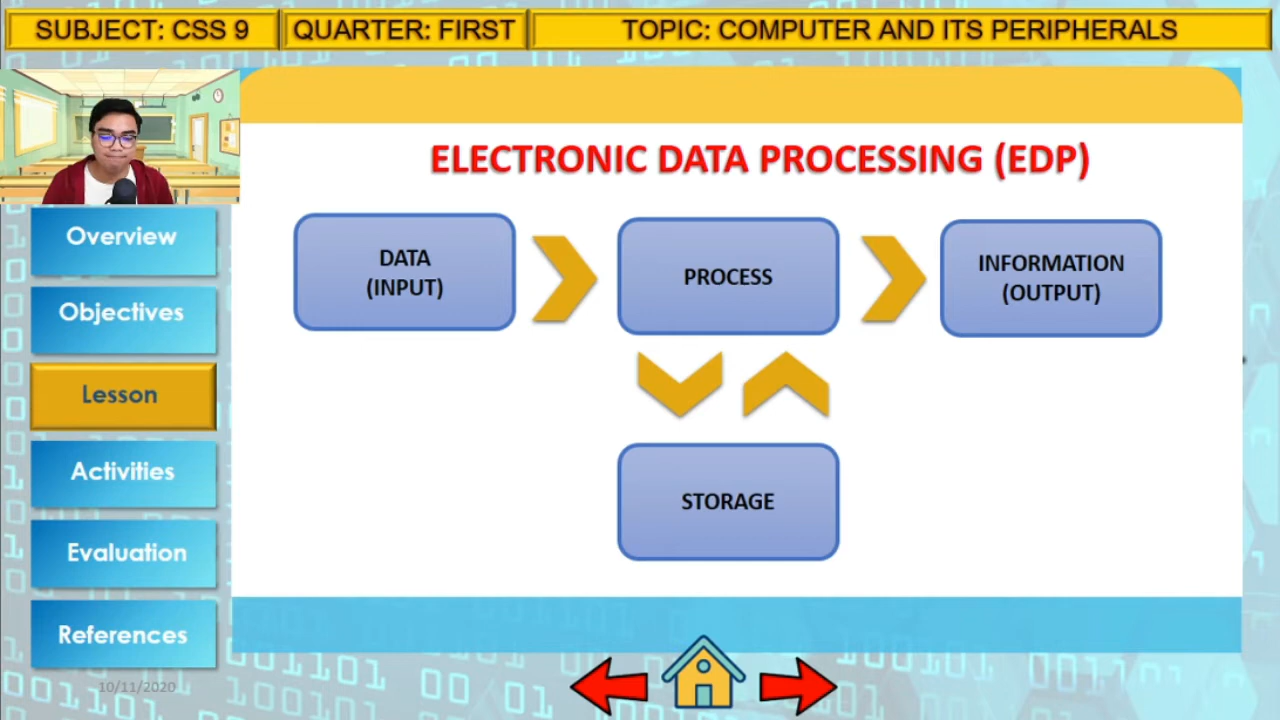 SUBJECT: CSS 9
QUARTER: FIRST
TOPIC: COMPUTER AND ITS PERIPHERALS
ELECTRONIC DATA PROCESSING (EDP)
DATA
(INPUT)
PROCESS
INFORMATION
(OUTPUT)
STORAGE
Overview
Objectives
Lesson
Activities
Evaluation
References
10/11/2020